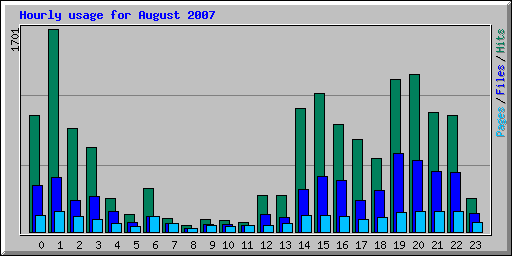 Hourly usage for August 2007
1701
Pages / Files / Hits
0 1 2 3 4 5 6 7 8 9 10 11 12 13 14 15 16 17 18 19 20 21 22 23